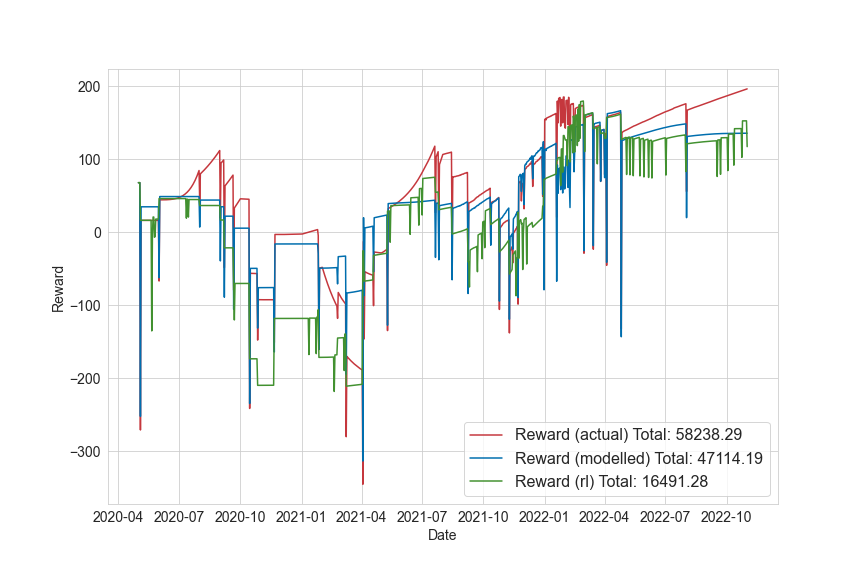 200
100
0
−100
−200
−300
Reward
Reward (actual) Total: 58238.29
Reward (modelled) Total: 47114.19
Reward (rl) Total: 16491.28
2020-04 2020-07 2020-10 2021-01 2021-04 2021-07 2021-10 2022-01 2022-04 2022-07 2022-10
Date